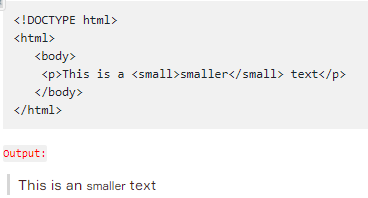 <!DOCTYPE html>
<html>
<body>
<p>This is a <small>smaller</small> text</p>
</body>
</html>
Output:
This is an smaller text